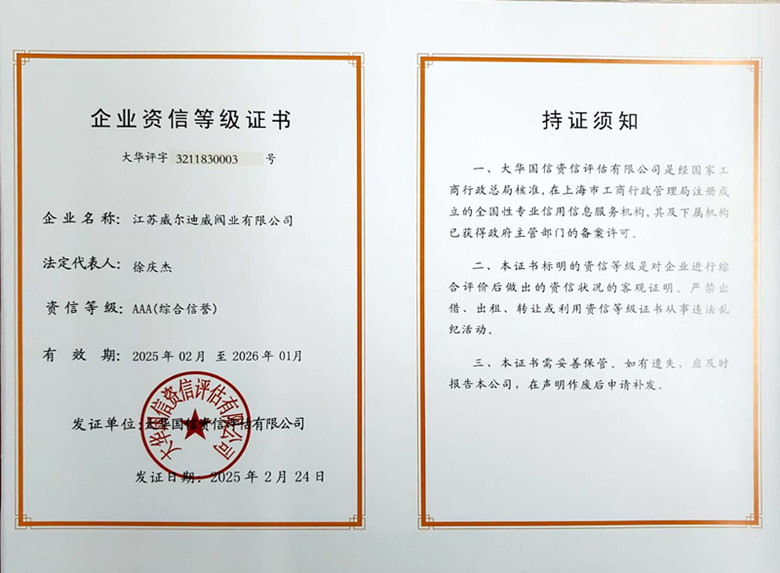 企业资信等级证书
大华评字 3211830003 号
企业名称: 江苏威尔迪威阀业有限公司
法定代表人: 徐庆杰
资信等级: AAA(综合信誉)
有效期: 2025年02月 至 2026年01月
发证单位: 大华国信资信评估有限公司
大华国信资信评估有限公司
发证日期: 2025年2月24日
持证须知
一、大华国信资信评估有限公司是经国家工
商行政总局核准,在上海市工商行政管理局注册成
立的全国性专业信用信息服务机构,其及下属机构
已获得政府主管部门的备案许可。
二、本证书标明的资信等级是对企业进行综
合评价后做出的资信状况的客观证明。严禁出
借、出租、转让或利用资信等级证书从事违法乱
纪活动。
三、本证书需妥善保管。如有遗失,应及时
报告本公司,在声明作废后申请补发。